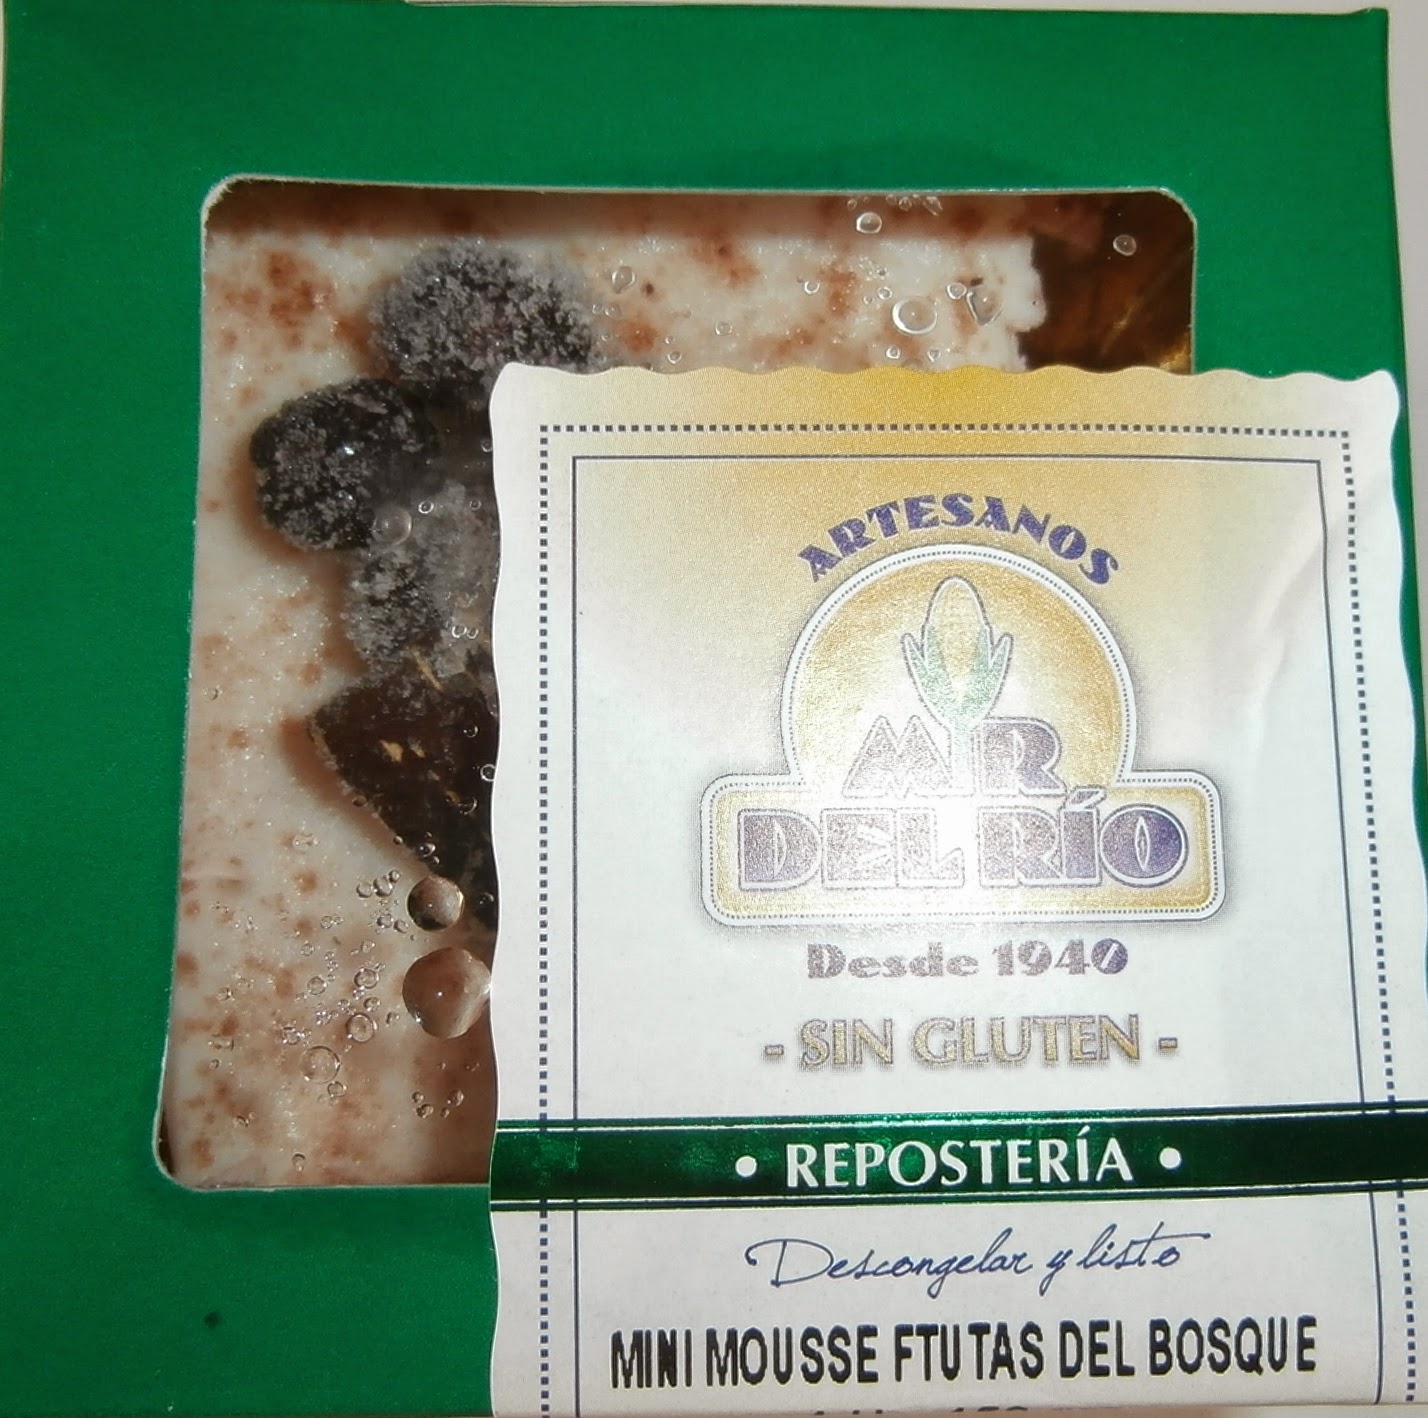 ARTESANOS
MIR
DEL RÍO
Desde 1940
- SIN GLUTEN -
• REPOSTERÍA •
Descongelar y listo
MINI MOUSSE FTUTAS DEL BOSQUE